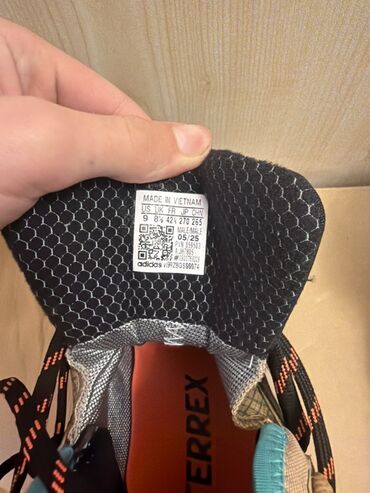 MADE IN VIETNAM
US UK FR JP CHN
9 8½ 42⅔ 270 265
MALE/MALE
05/25
adidas
TERREX